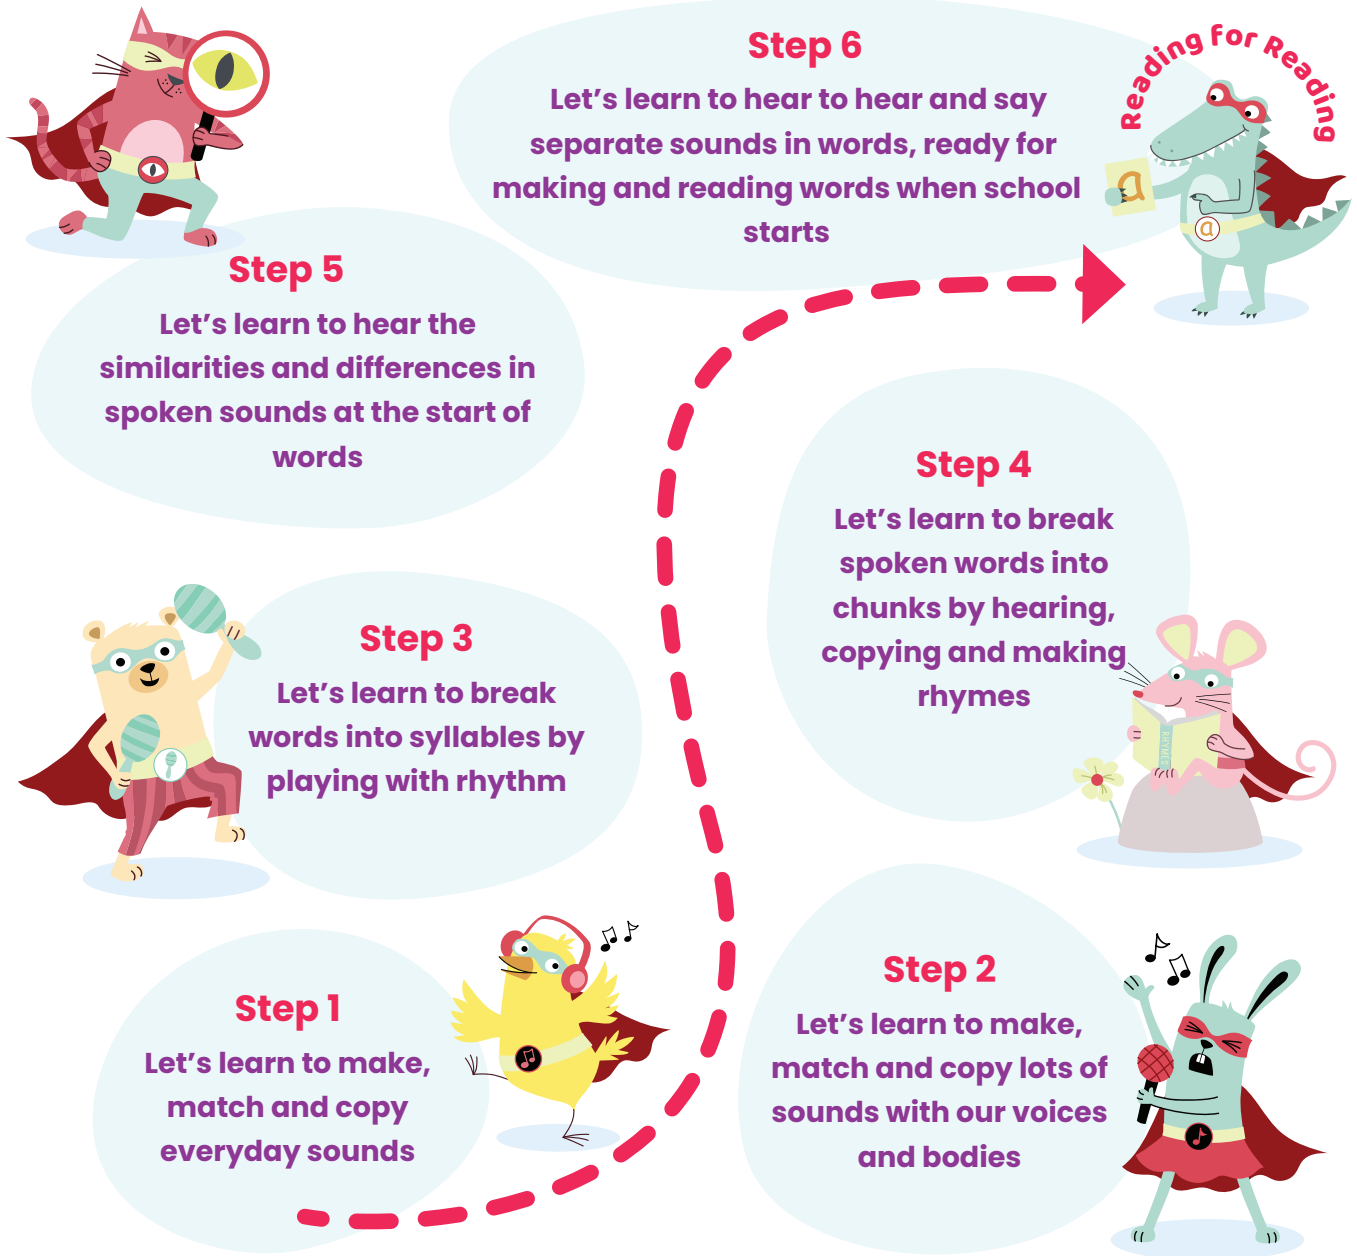 Step 6
Let's learn to hear to hear and say
separate sounds in words, ready for
making and reading words when school
starts
Reading for Reading
a
a
Step 5
Let's learn to hear the
similarities and differences in
spoken sounds at the start of
words
Step 4
Let's learn to break
spoken words into
chunks by hearing,
copying and making
rhymes
RHYMES
Step 3
Let's learn to break
words into syllables by
playing with rhythm
Step 2
Let's learn to make,
match and copy lots of
sounds with our voices
and bodies
Step 1
Let's learn to make,
match and copy
everyday sounds